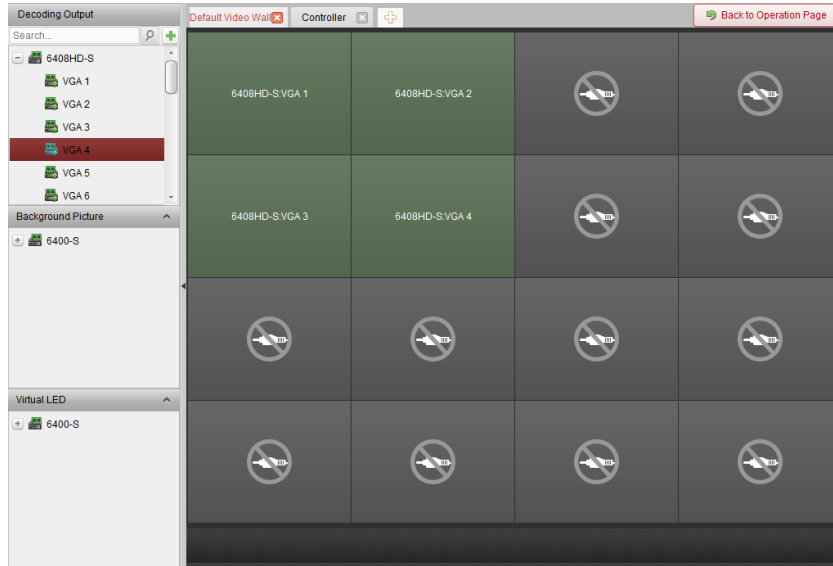 Decoding Output
Default Video Wall
Controller
Back to Operation Page
Search...
6408HD-S
VGA 1
VGA 2
VGA 3
VGA 4
VGA 5
VGA 6
Background Picture
6400-S
Virtual LED
6400-S
6408HD-S:VGA 1
6408HD-S:VGA 2
6408HD-S:VGA 3
6408HD-S:VGA 4